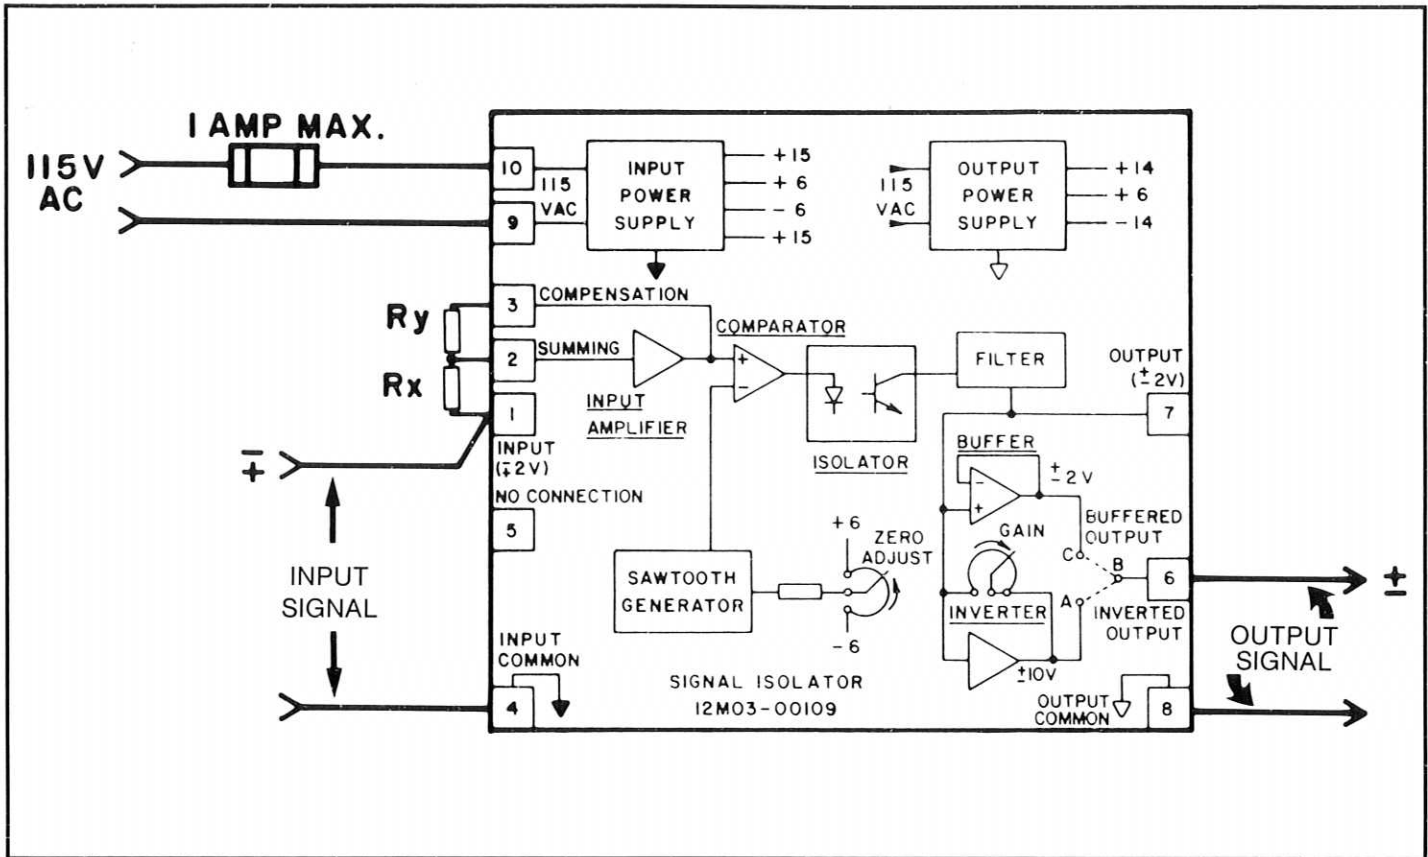 1 AMP MAX.
115V
AC
10
115
VAC
9
INPUT
POWER
SUPPLY
+15
+6
-6
+15
115
VAC
OUTPUT
POWER
SUPPLY
+14
+6
-14
3
COMPENSATION
Ry
2
SUMMING
Rx
1
INPUT
AMPLIFIER
COMPARATOR
+
-
ISOLATOR
FILTER
OUTPUT
(±2V)
7
INPUT
(∓2V)
∓
NO CONNECTION
5
BUFFER
-
+
±2V
BUFFERED
OUTPUT
C
B
A
6
INVERTED
OUTPUT
±
GAIN
INVERTER
±10V
SAWTOOTH
GENERATOR
+6
ZERO
ADJUST
-6
INPUT
SIGNAL
INPUT
COMMON
4
SIGNAL ISOLATOR
12M03-00109
OUTPUT
COMMON
8
OUTPUT
SIGNAL